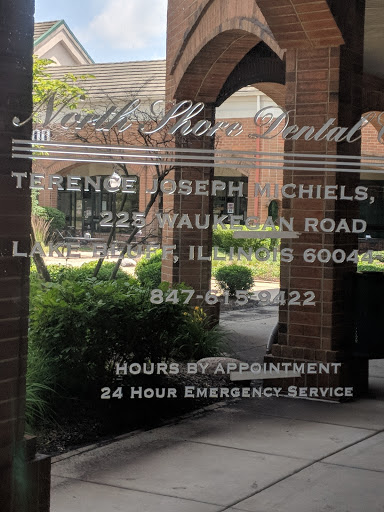 North Shore Dental
TERENCE JOSEPH MICHIELS,
225 WAUKEGAN ROAD
LAKE BLUFF, ILLINOIS 60044
847-615-9422
HOURS BY APPOINTMENT
24 HOUR EMERGENCY SERVICE